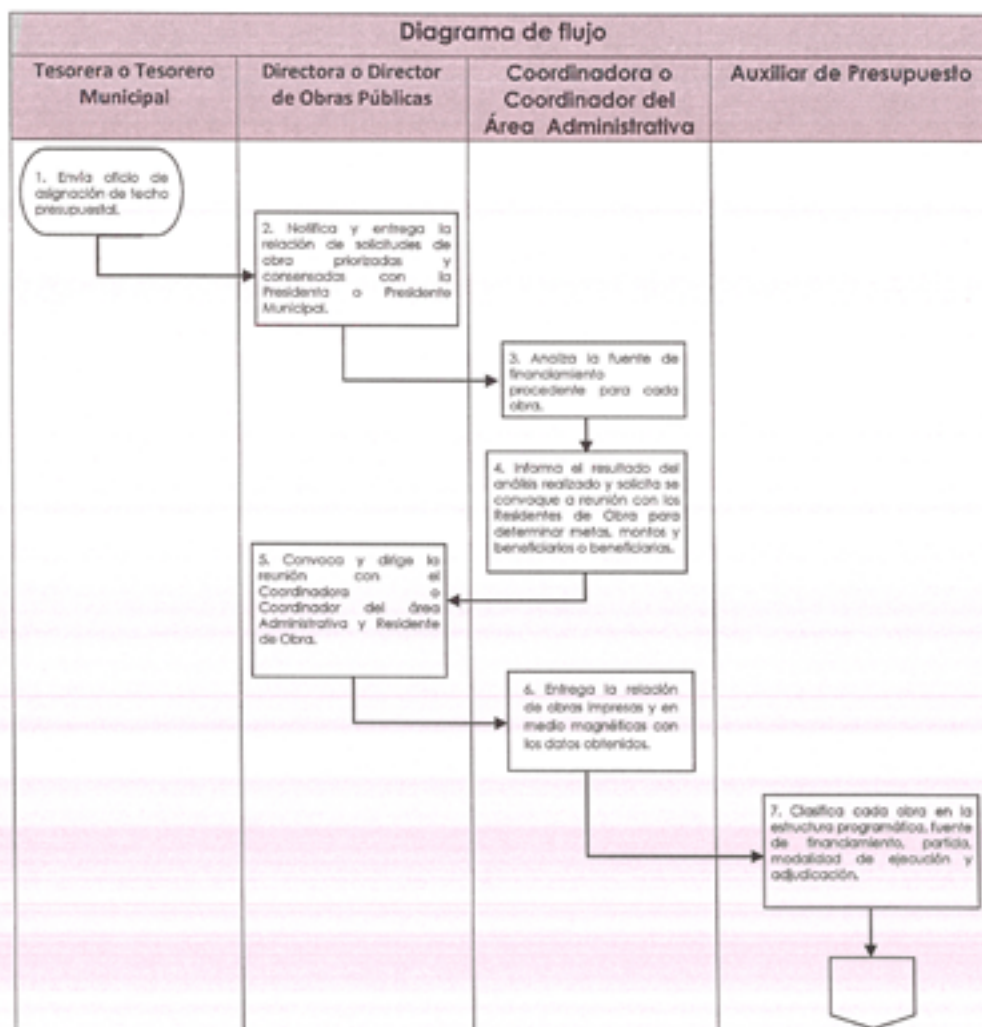 Diagrama de flujo
Tesorera o Tesorero
Municipal
Directora o Director
de Obras Públicas
Coordinadora o
Coordinador del
Área Administrativa
Auxiliar de Presupuesto
1. Envía oficio de
asignación de techo
presupuestal.
2. Notifica y entrega la
relación de solicitudes de
obra priorizadas y
consensadas con la
Presidenta o Presidente
Municipal.
3. Analiza la fuente de
financiamiento
procedente para cada
obra.
4. Informa el resultado del
análisis realizado y solicita se
convoque a reunión con los
Residentes de Obra para
determinar metas, montos y
beneficiarios o beneficiarias.
5. Convoca y dirige la
reunión con el
Coordinadora o
Coordinador del área
Administrativa y Residente
de Obra.
6. Entrega la relación
de obras impresas y en
medio magnéticas con
los datos obtenidos.
7. Clasifica cada obra en la
estructura programática, fuente
de financiamiento, partida,
modalidad de ejecución y
adjudicación.